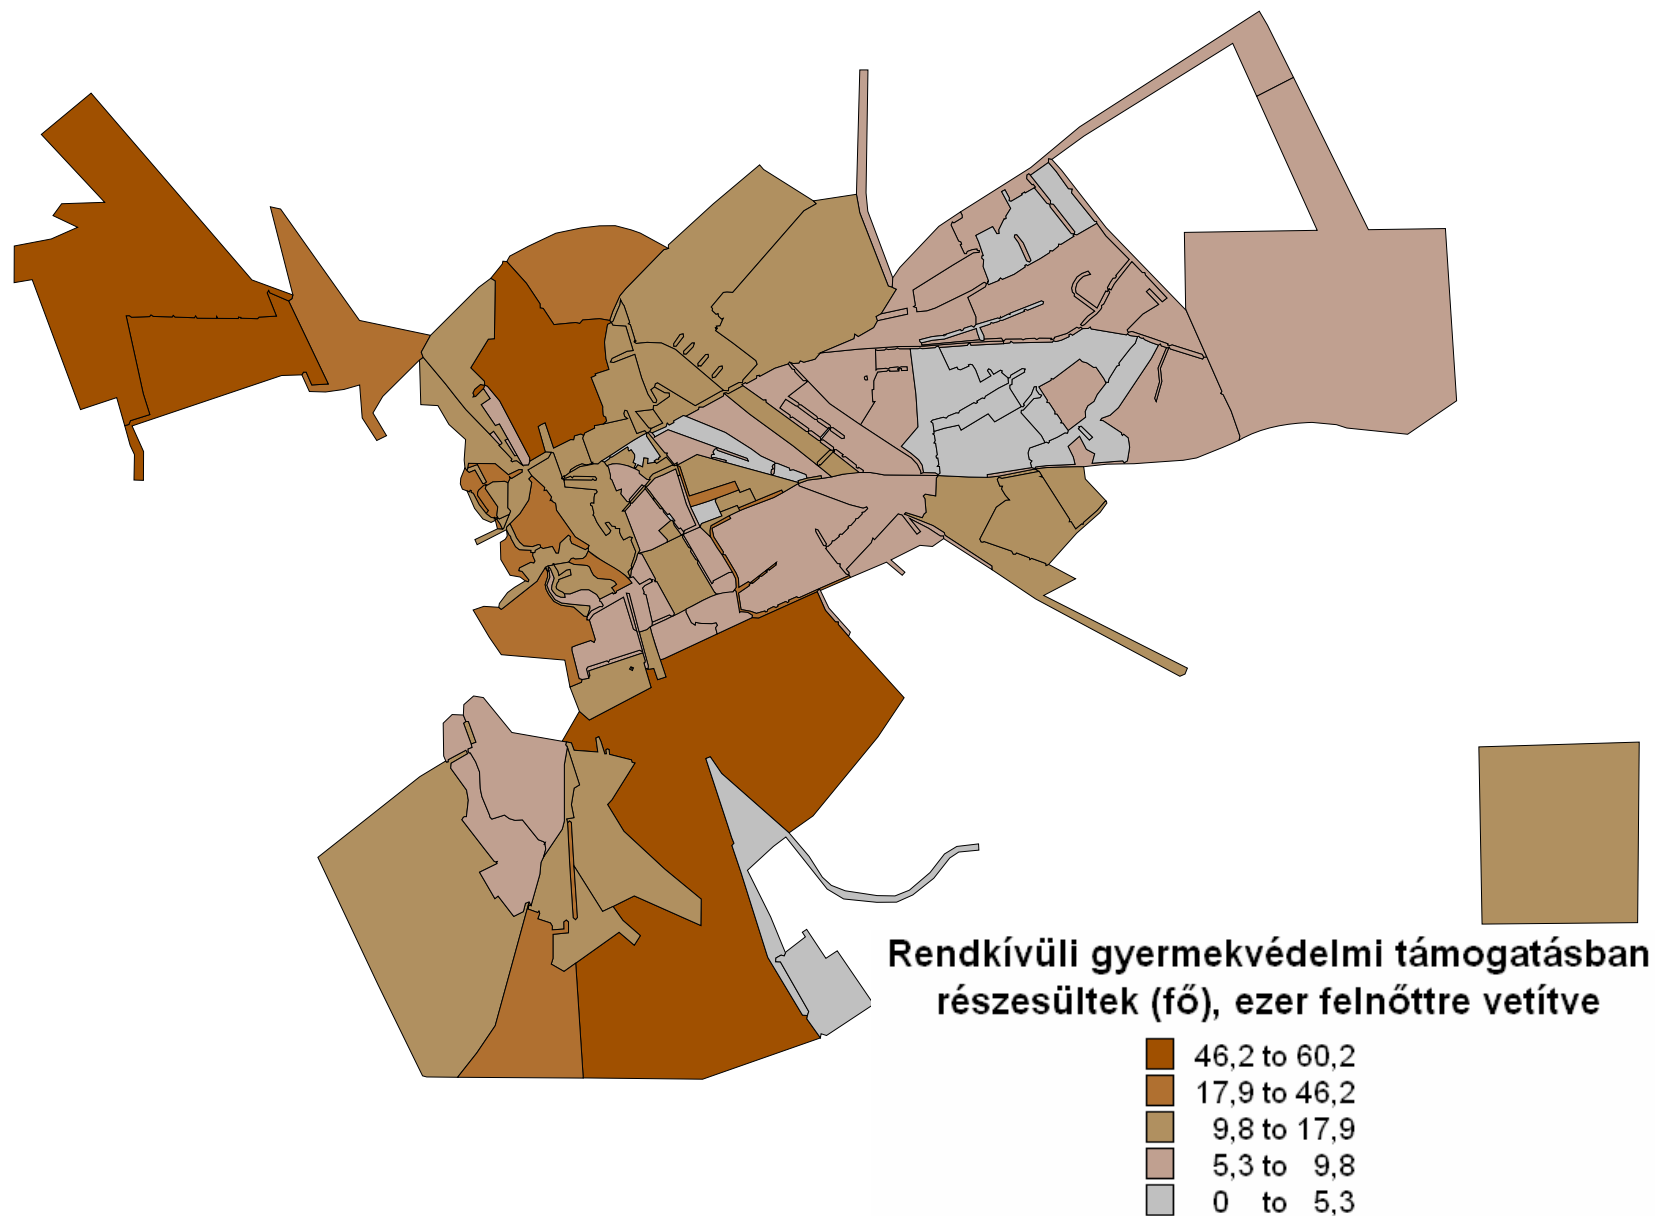 Rendkívüli gyermekvédelmi támogatásban
részesültek (fő), ezer felnőttre vetítve
46,2 to 60,2
17,9 to 46,2
9,8 to 17,9
5,3 to 9,8
0 to 5,3